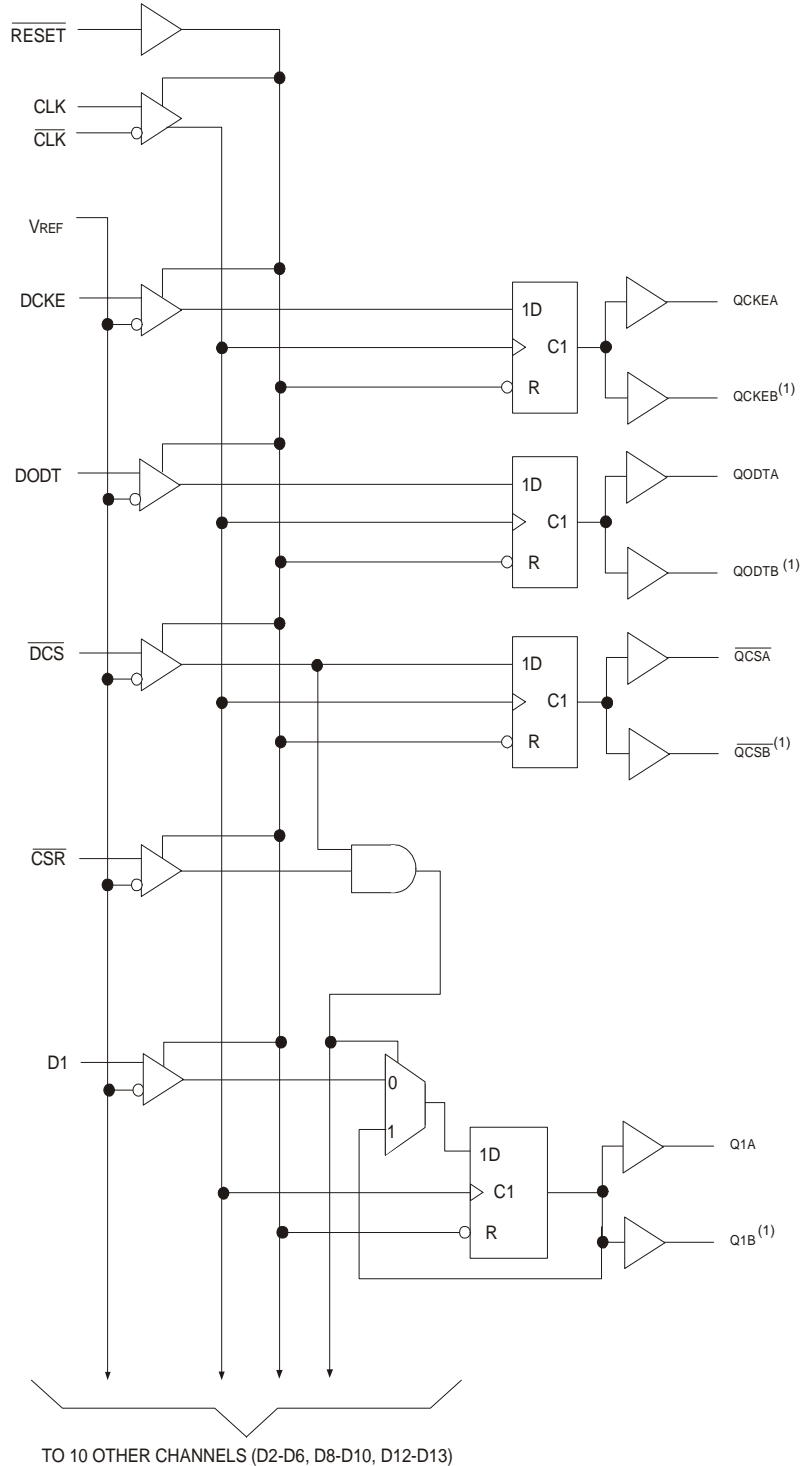 RESET
CLK
CLK
VREF
DCKE
1D
C1
R
QCKEA
QCKEB(1)
DODT
1D
C1
R
QODTA
QODTB (1)
DCS
1D
C1
R
QCSA
QCSB(1)
CSR
D1
0
1
1D
C1
R
Q1A
Q1B(1)
TO 10 OTHER CHANNELS (D2-D6, D8-D10, D12-D13)